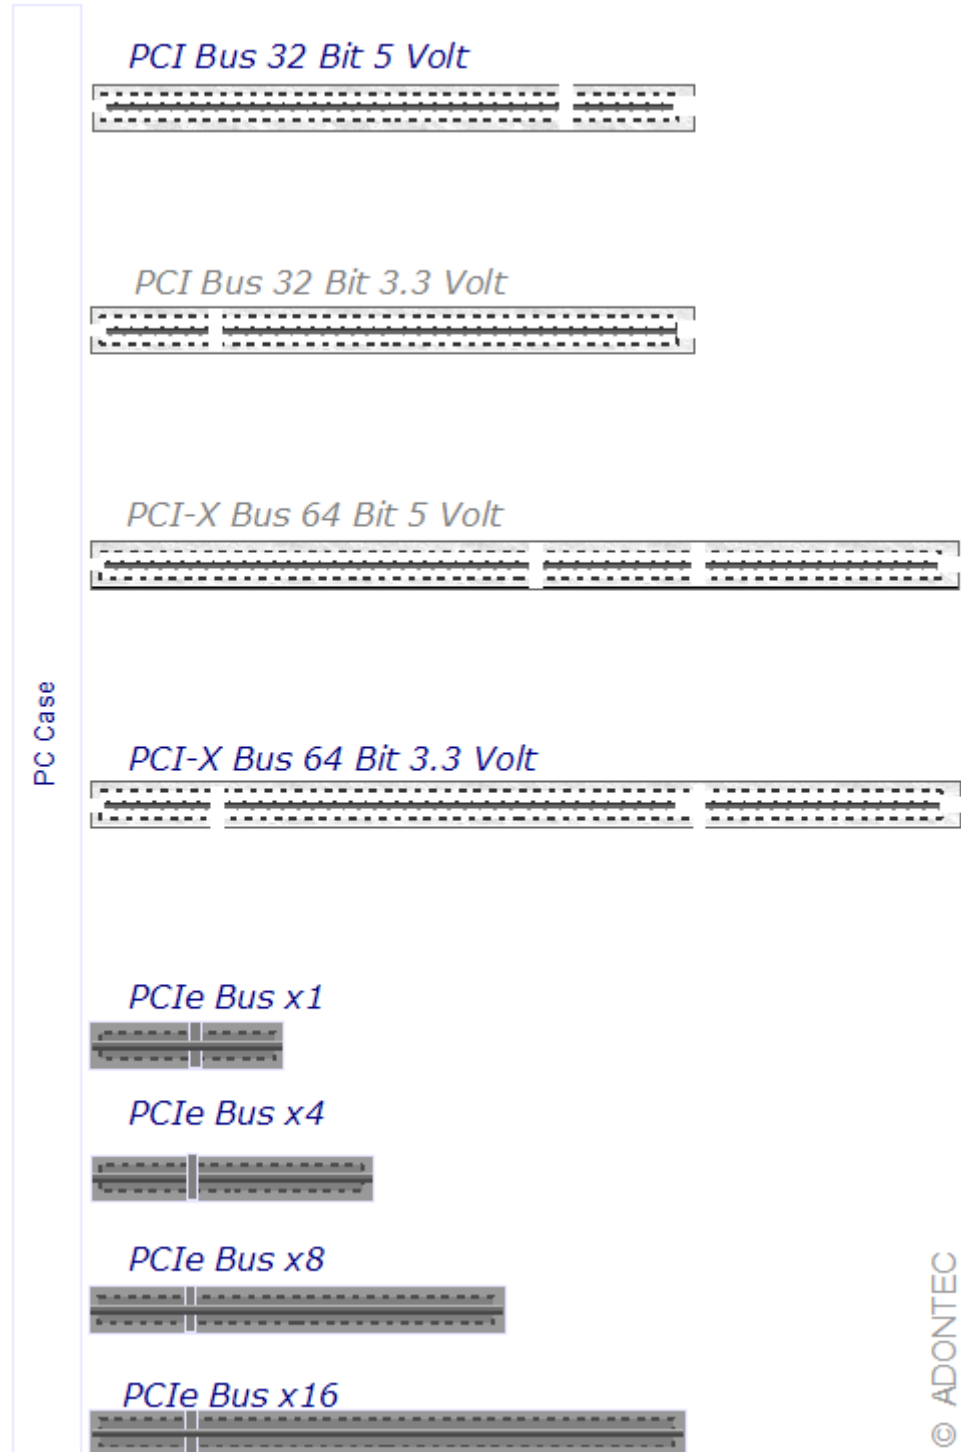 PCI Bus 32 Bit 5 Volt
PCI Bus 32 Bit 3.3 Volt
PCI-X Bus 64 Bit 5 Volt
PC Case
PCI-X Bus 64 Bit 3.3 Volt
PCIe Bus x1
PCIe Bus x4
PCIe Bus x8
PCIe Bus x16
© ADONTEC